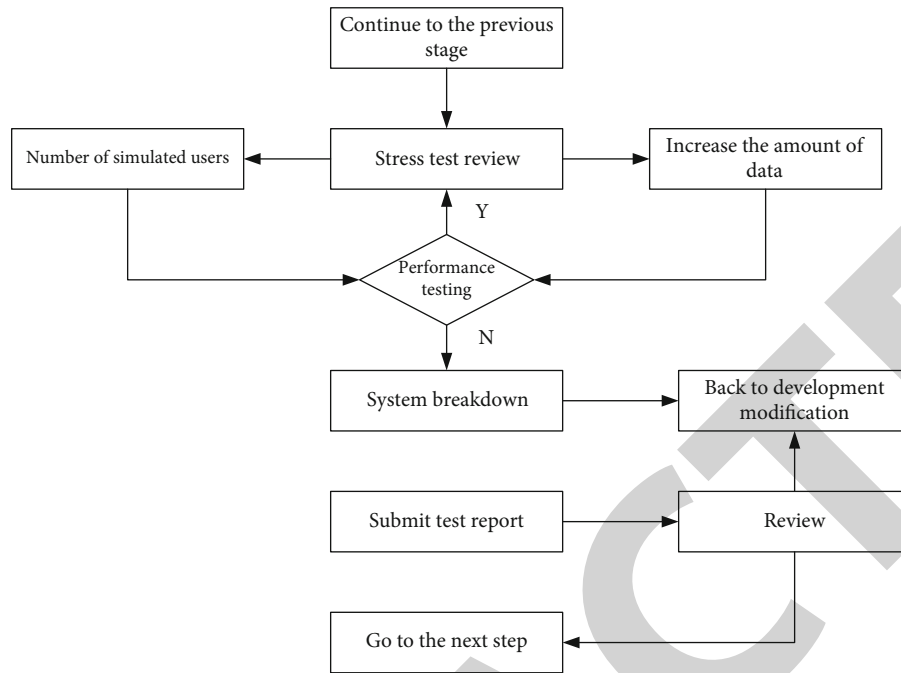 Continue to the previous
stage
Number of simulated users
Stress test review
Increase the amount of
data
Y
Performance
testing
N
System breakdown
Back to development
modification
Submit test report
Review
Go to the next step